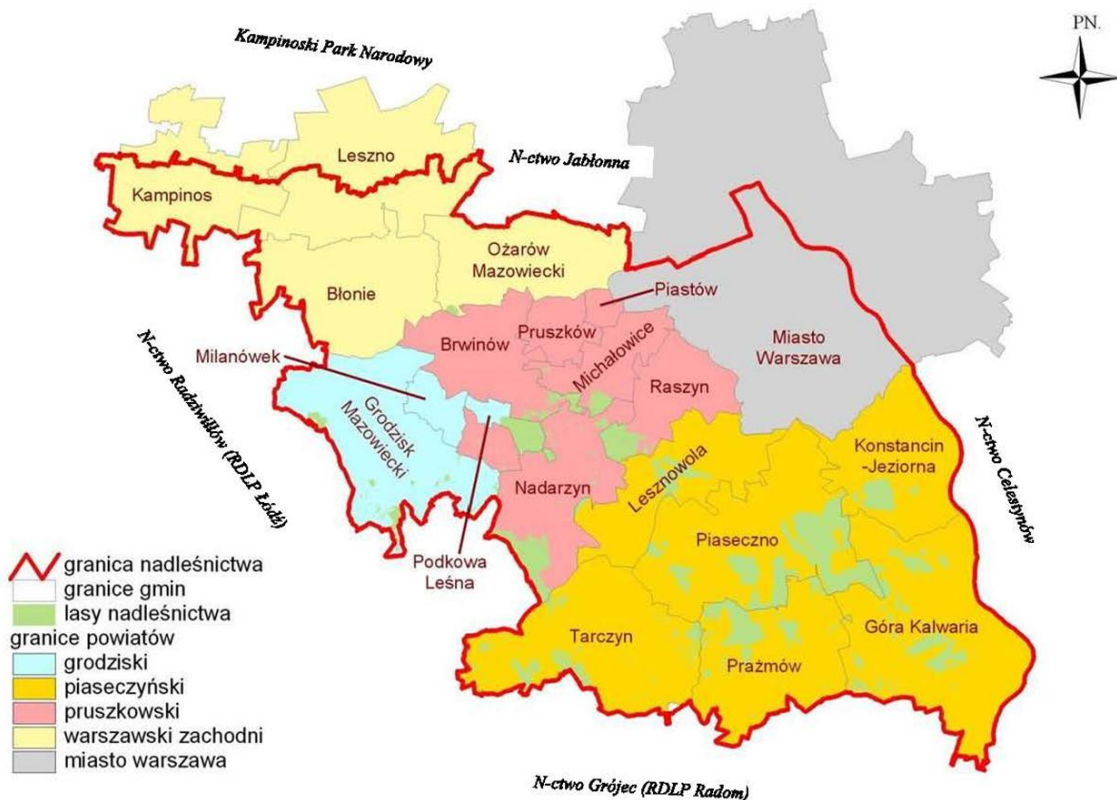 PN.
Kampinoski Park Narodowy
Leszno
N-ctwo Jabłonna
Kampinos
Ożarów
Mazowiecki
Błonie
Piastów
Pruszków
Brwinów
Michałowice
Miasto
Warszawa
Milanówek
Raszyn
N-ctwo Radziwiłłów (RDLP Łódź)
Grodzisk
Mazowiecki
Konstancin
-Jeziorna
N-ctwo Celestynów
Lesznowola
Nadarzyn
Piaseczno
Podkowa
Leśna
Tarczyn
Góra Kalwaria
Prażmów
granica nadleśnictwa
granice gmin
lasy nadleśnictwa
granice powiatów
grodziski
piaseczyński
pruszkowski
warszawski zachodni
miasto warszawa
N-ctwo Grójec (RDLP Radom)